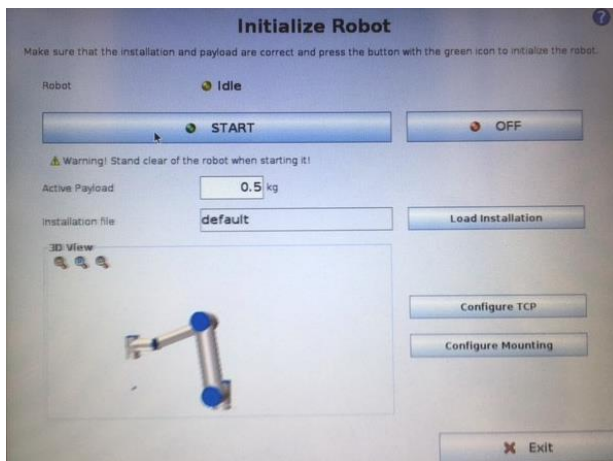 Initialize Robot
?
Make sure that the installation and payload are correct and press the button with the green icon to initialize the robot.
Robot
Idle
START
OFF
Warning! Stand clear of the robot when starting it!
Active Payload
0.5 kg
Installation file
default
Load Installation
3D View
Configure TCP
Configure Mounting
Exit